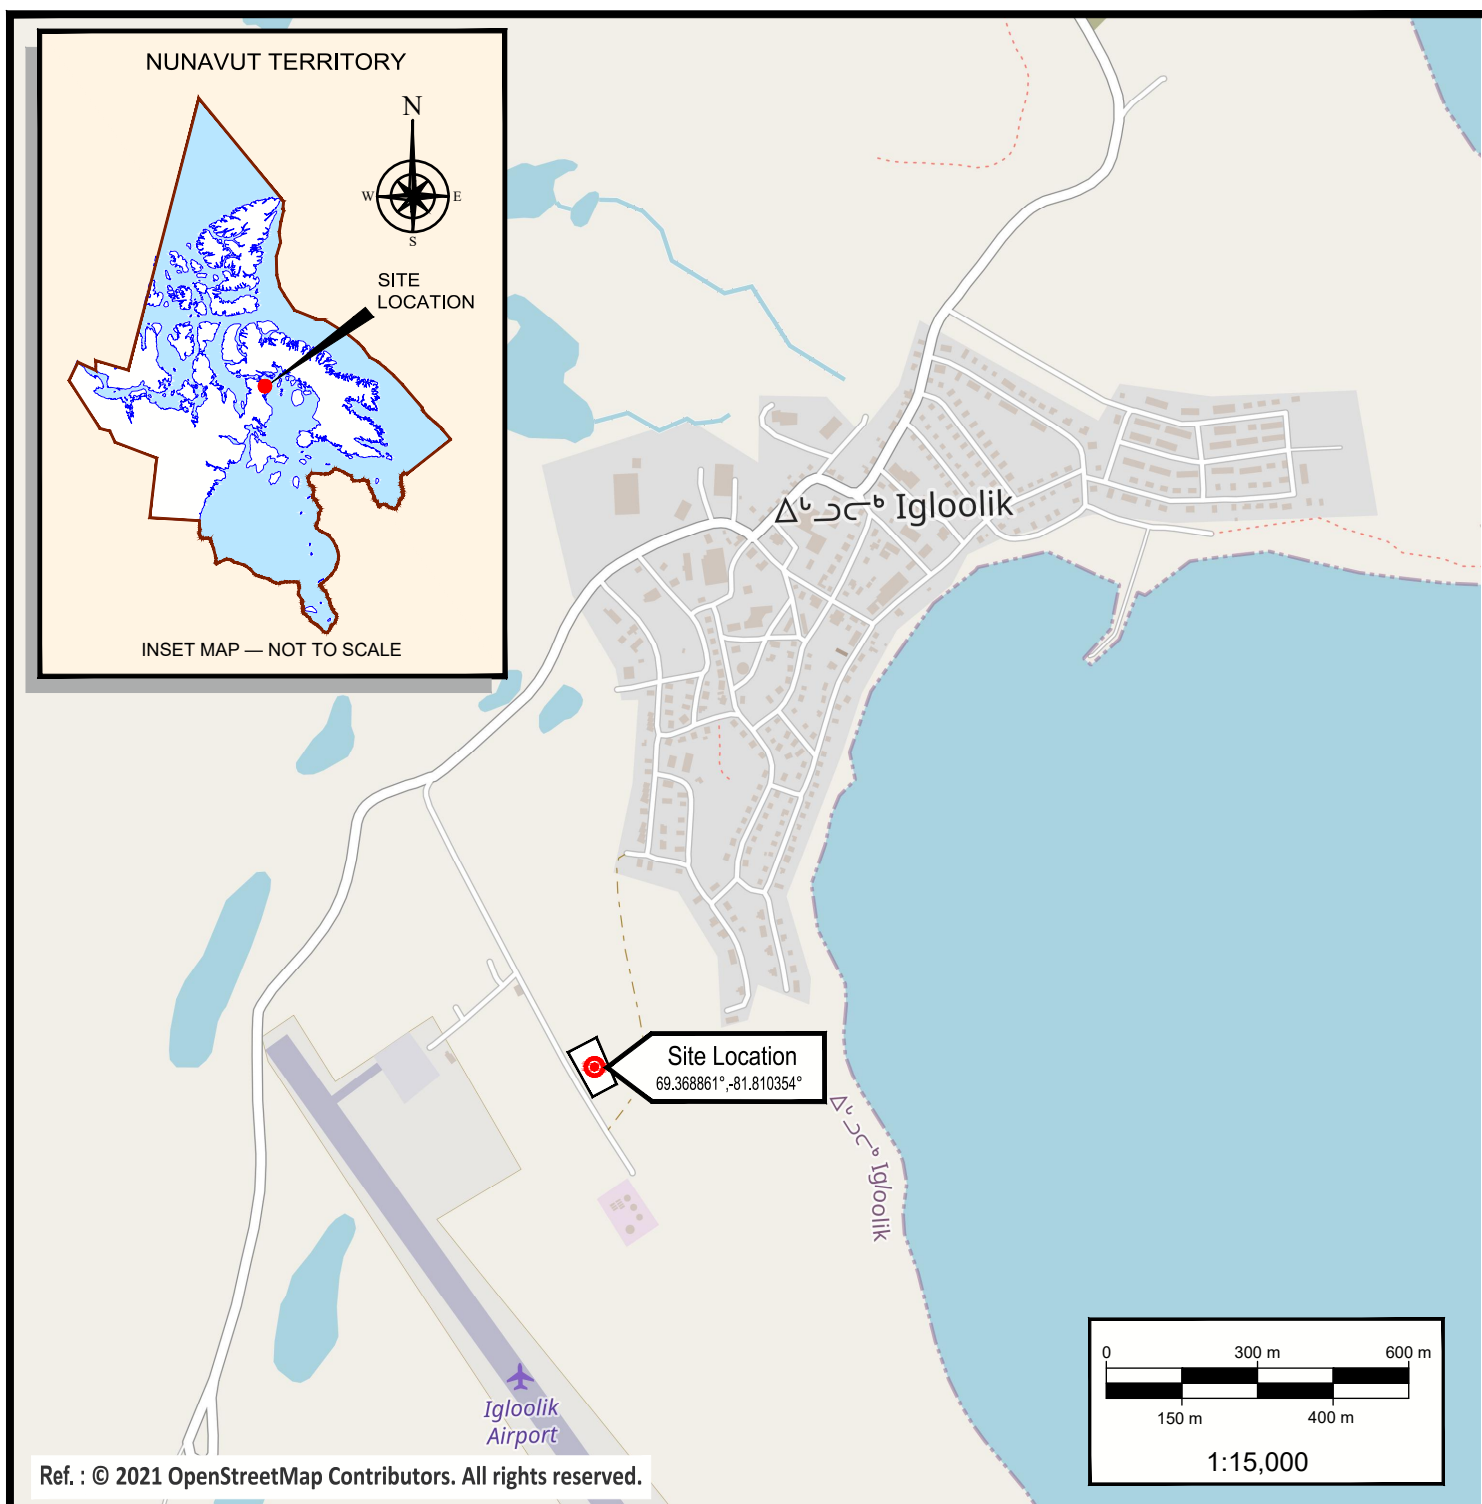 NUNAVUT TERRITORY
N
W
E
S
SITE
LOCATION
INSET MAP — NOT TO SCALE
ᐃᒡᓗᓕᒃ Igloolik
Site Location
69.368861°,-81.810354°
ᐃᒡᓗᓕᒃ Igloolik
Igloolik
Airport
0
300 m
600 m
150 m
400 m
1:15,000
Ref. : © 2021 OpenStreetMap Contributors. All rights reserved.